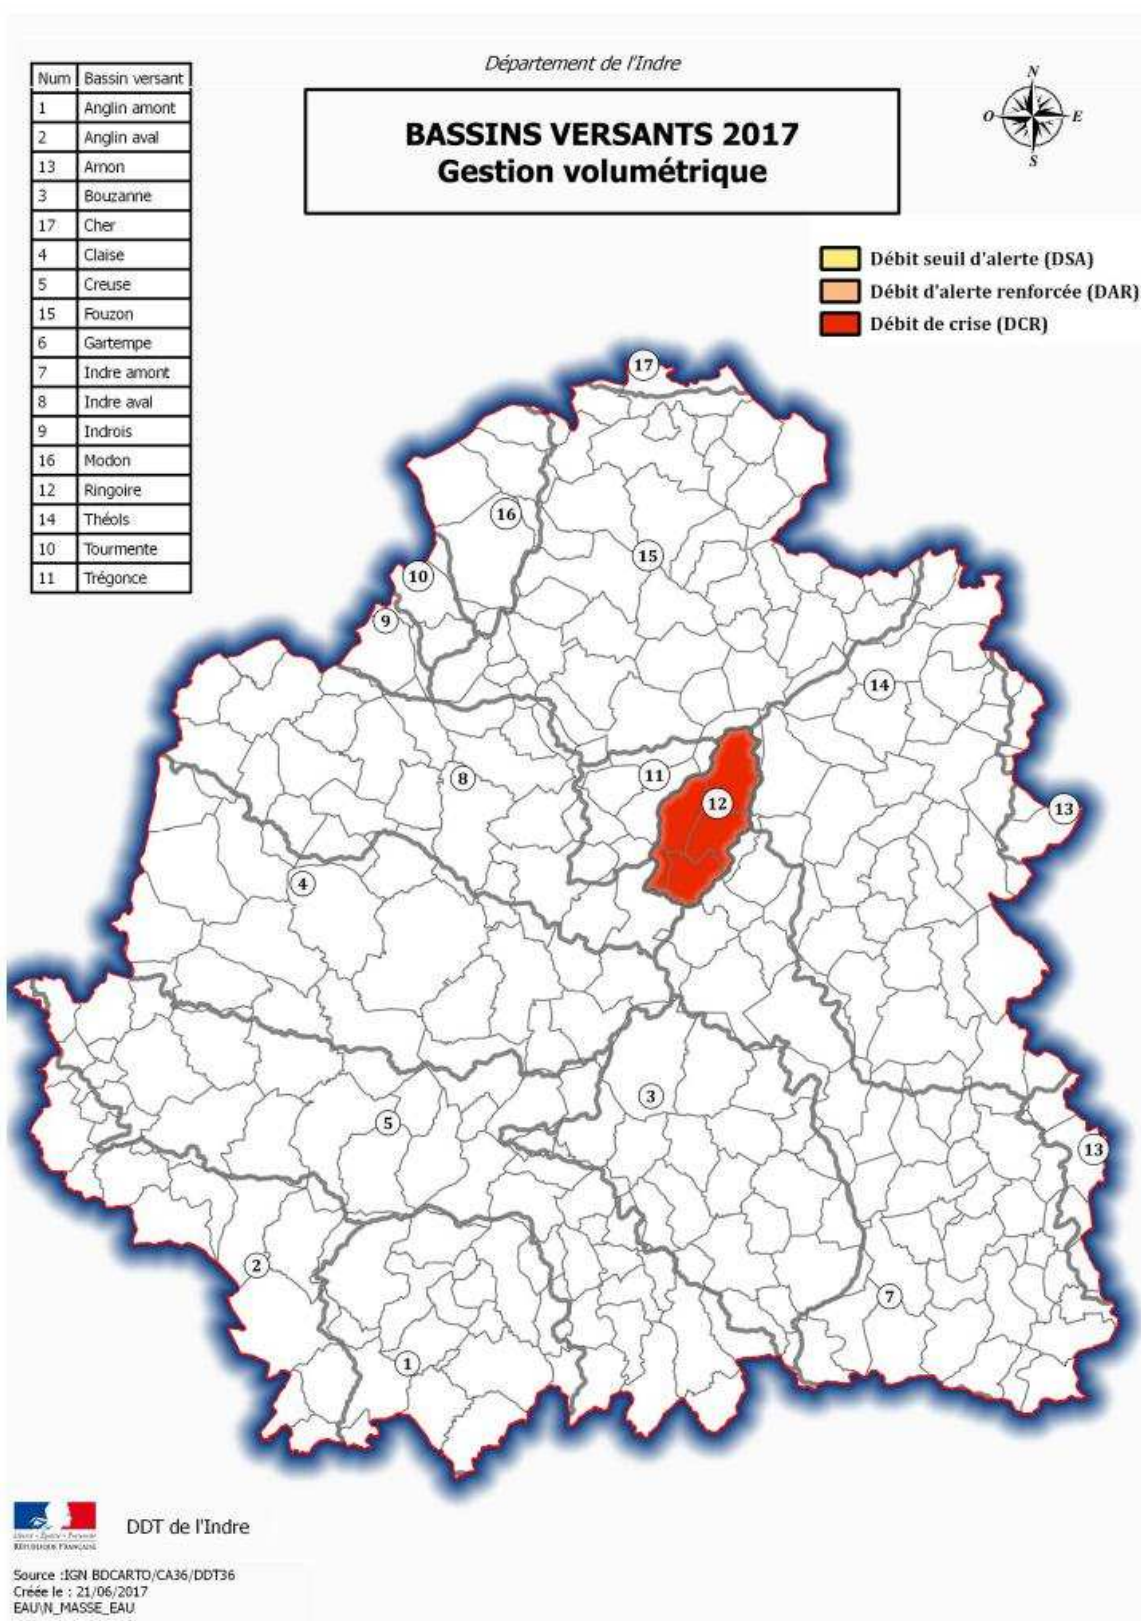 Département de l'Indre
BASSINS VERSANTS 2017
Gestion volumétrique
N
O E
S
Num Bassin versant
1 Anglin amont
2 Anglin aval
13 Arnon
3 Bouzanne
17 Cher
4 Claise
5 Creuse
15 Fouzon
6 Gartempe
7 Indre amont
8 Indre aval
9 Indrois
16 Modon
12 Ringoire
14 Théols
10 Tourmente
11 Trégonce
Débit seuil d'alerte (DSA)
Débit d'alerte renforcée (DAR)
Débit de crise (DCR)
17
16
15
10
9
14
8
11
12
13
4
3
5
13
2
7
1
DDT de l'Indre
RÉPUBLIQUE FRANÇAISE
Source :IGN BDCARTO/CA36/DDT36
Créée le : 21/06/2017
EAU\N_MASSE_EAU